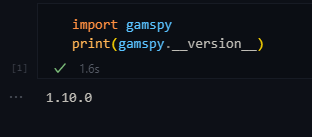 import gamspy
print(gamspy.__version__)
[1]
1.6s
1.10.0